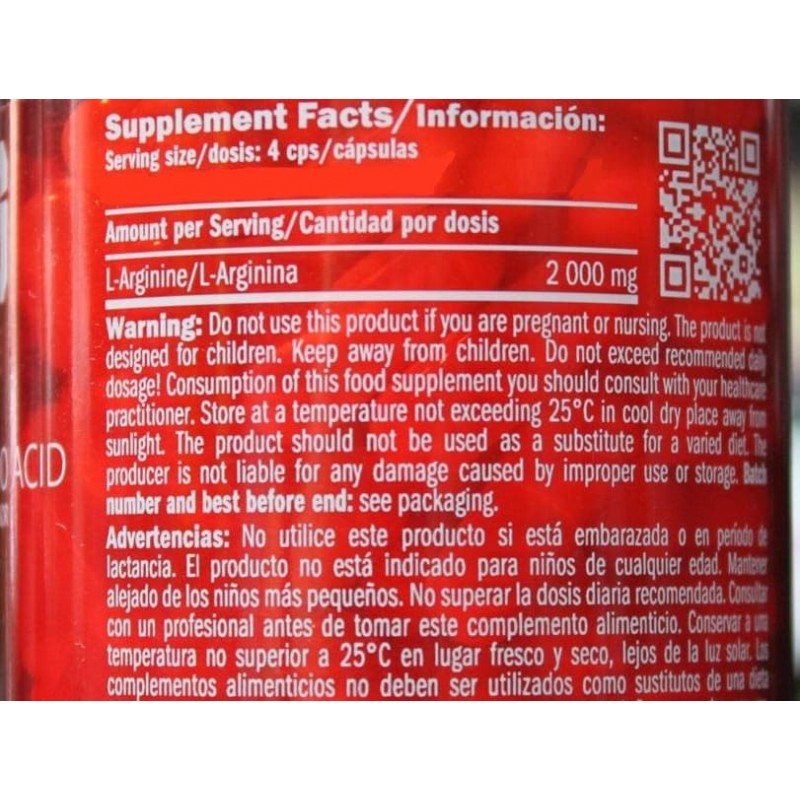 Supplement Facts/Información:
Serving size/dosis: 4 cps/cápsulas
Amount per Serving/Cantidad por dosis
L-Arginine/L-Arginina 2 000 mg
Warning: Do not use this product if you are pregnant or nursing. The product is not
designed for children. Keep away from children. Do not exceed recommended daily
dosage! Consumption of this food supplement you should consult with your healthcare
practitioner. Store at a temperature not exceeding 25°C in cool dry place away from
sunlight. The product should not be used as a substitute for a varied diet. The
producer is not liable for any damage caused by improper use or storage. Batch
number and best before end: see packaging.
Advertencias: No utilice este producto si está embarazada o en período de
lactancia. El producto no está indicado para niños de cualquier edad. Mantener
alejado de los niños más pequeños. No superar la dosis diaria recomendada. Consultar
con un profesional antes de tomar este complemento alimenticio. Conservar a una
temperatura no superior a 25°C en lugar fresco y seco, lejos de la luz solar. Los
complementos alimenticios no deben ser utilizados como sustitutos de una dieta
O ACID